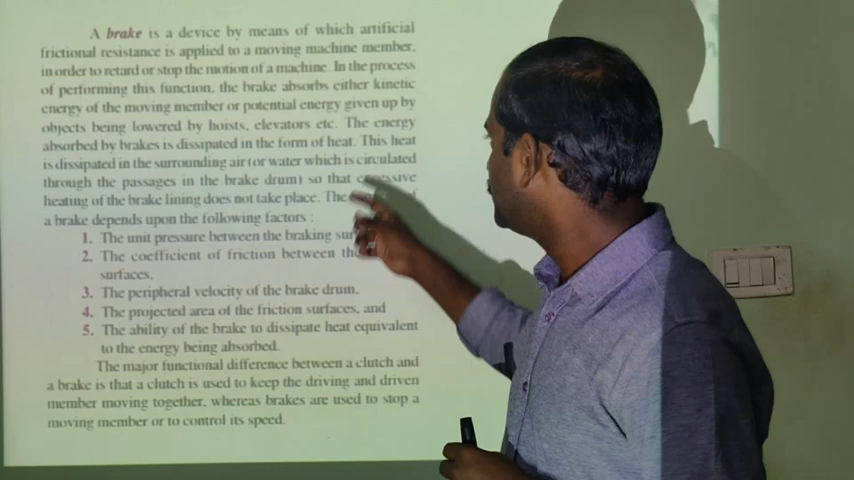 A brake is a device by means of which artificial
frictional resistance is applied to a moving machine member,
in order to retard or stop the motion of a machine. In the process
of performing this function, the brake absorbs either kinetic
energy of the moving member or potential energy given up by
objects being lowered by hoists, elevators etc. The energy
absorbed by brakes is dissipated in the form of heat. This heat
is dissipated in the surrounding air (or water which is circulated
through the passages in the brake drum) so that excessive
heating of the brake lining does not take place. The
a brake depends upon the following factors :
1. The unit pressure between the braking
2. The coefficient of friction between the
surfaces,
3. The peripheral velocity of the brake drum,
4. The projected area of the friction surfaces, and
5. The ability of the brake to dissipate heat equivalent
to the energy being absorbed.
The major functional difference between a clutch and
a brake is that a clutch is used to keep the driving and driven
member moving together, whereas brakes are used to stop a
moving member or to control its speed.